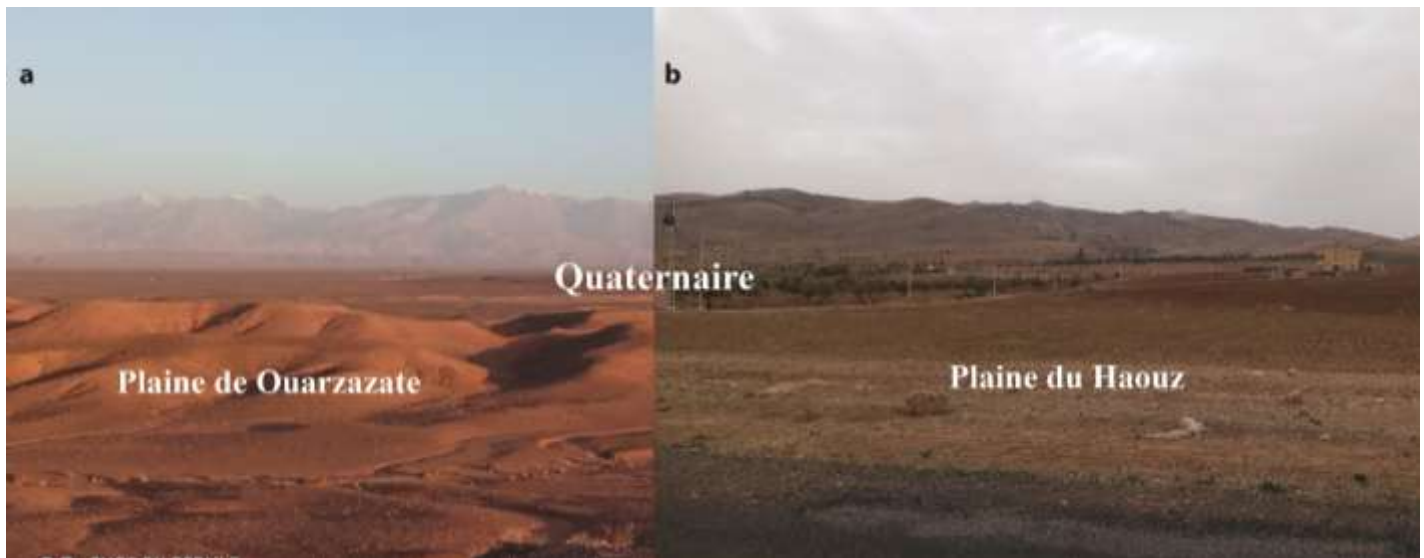 a
b
Quaternaire
Plaine de Ouarzazate
Plaine du Haouz